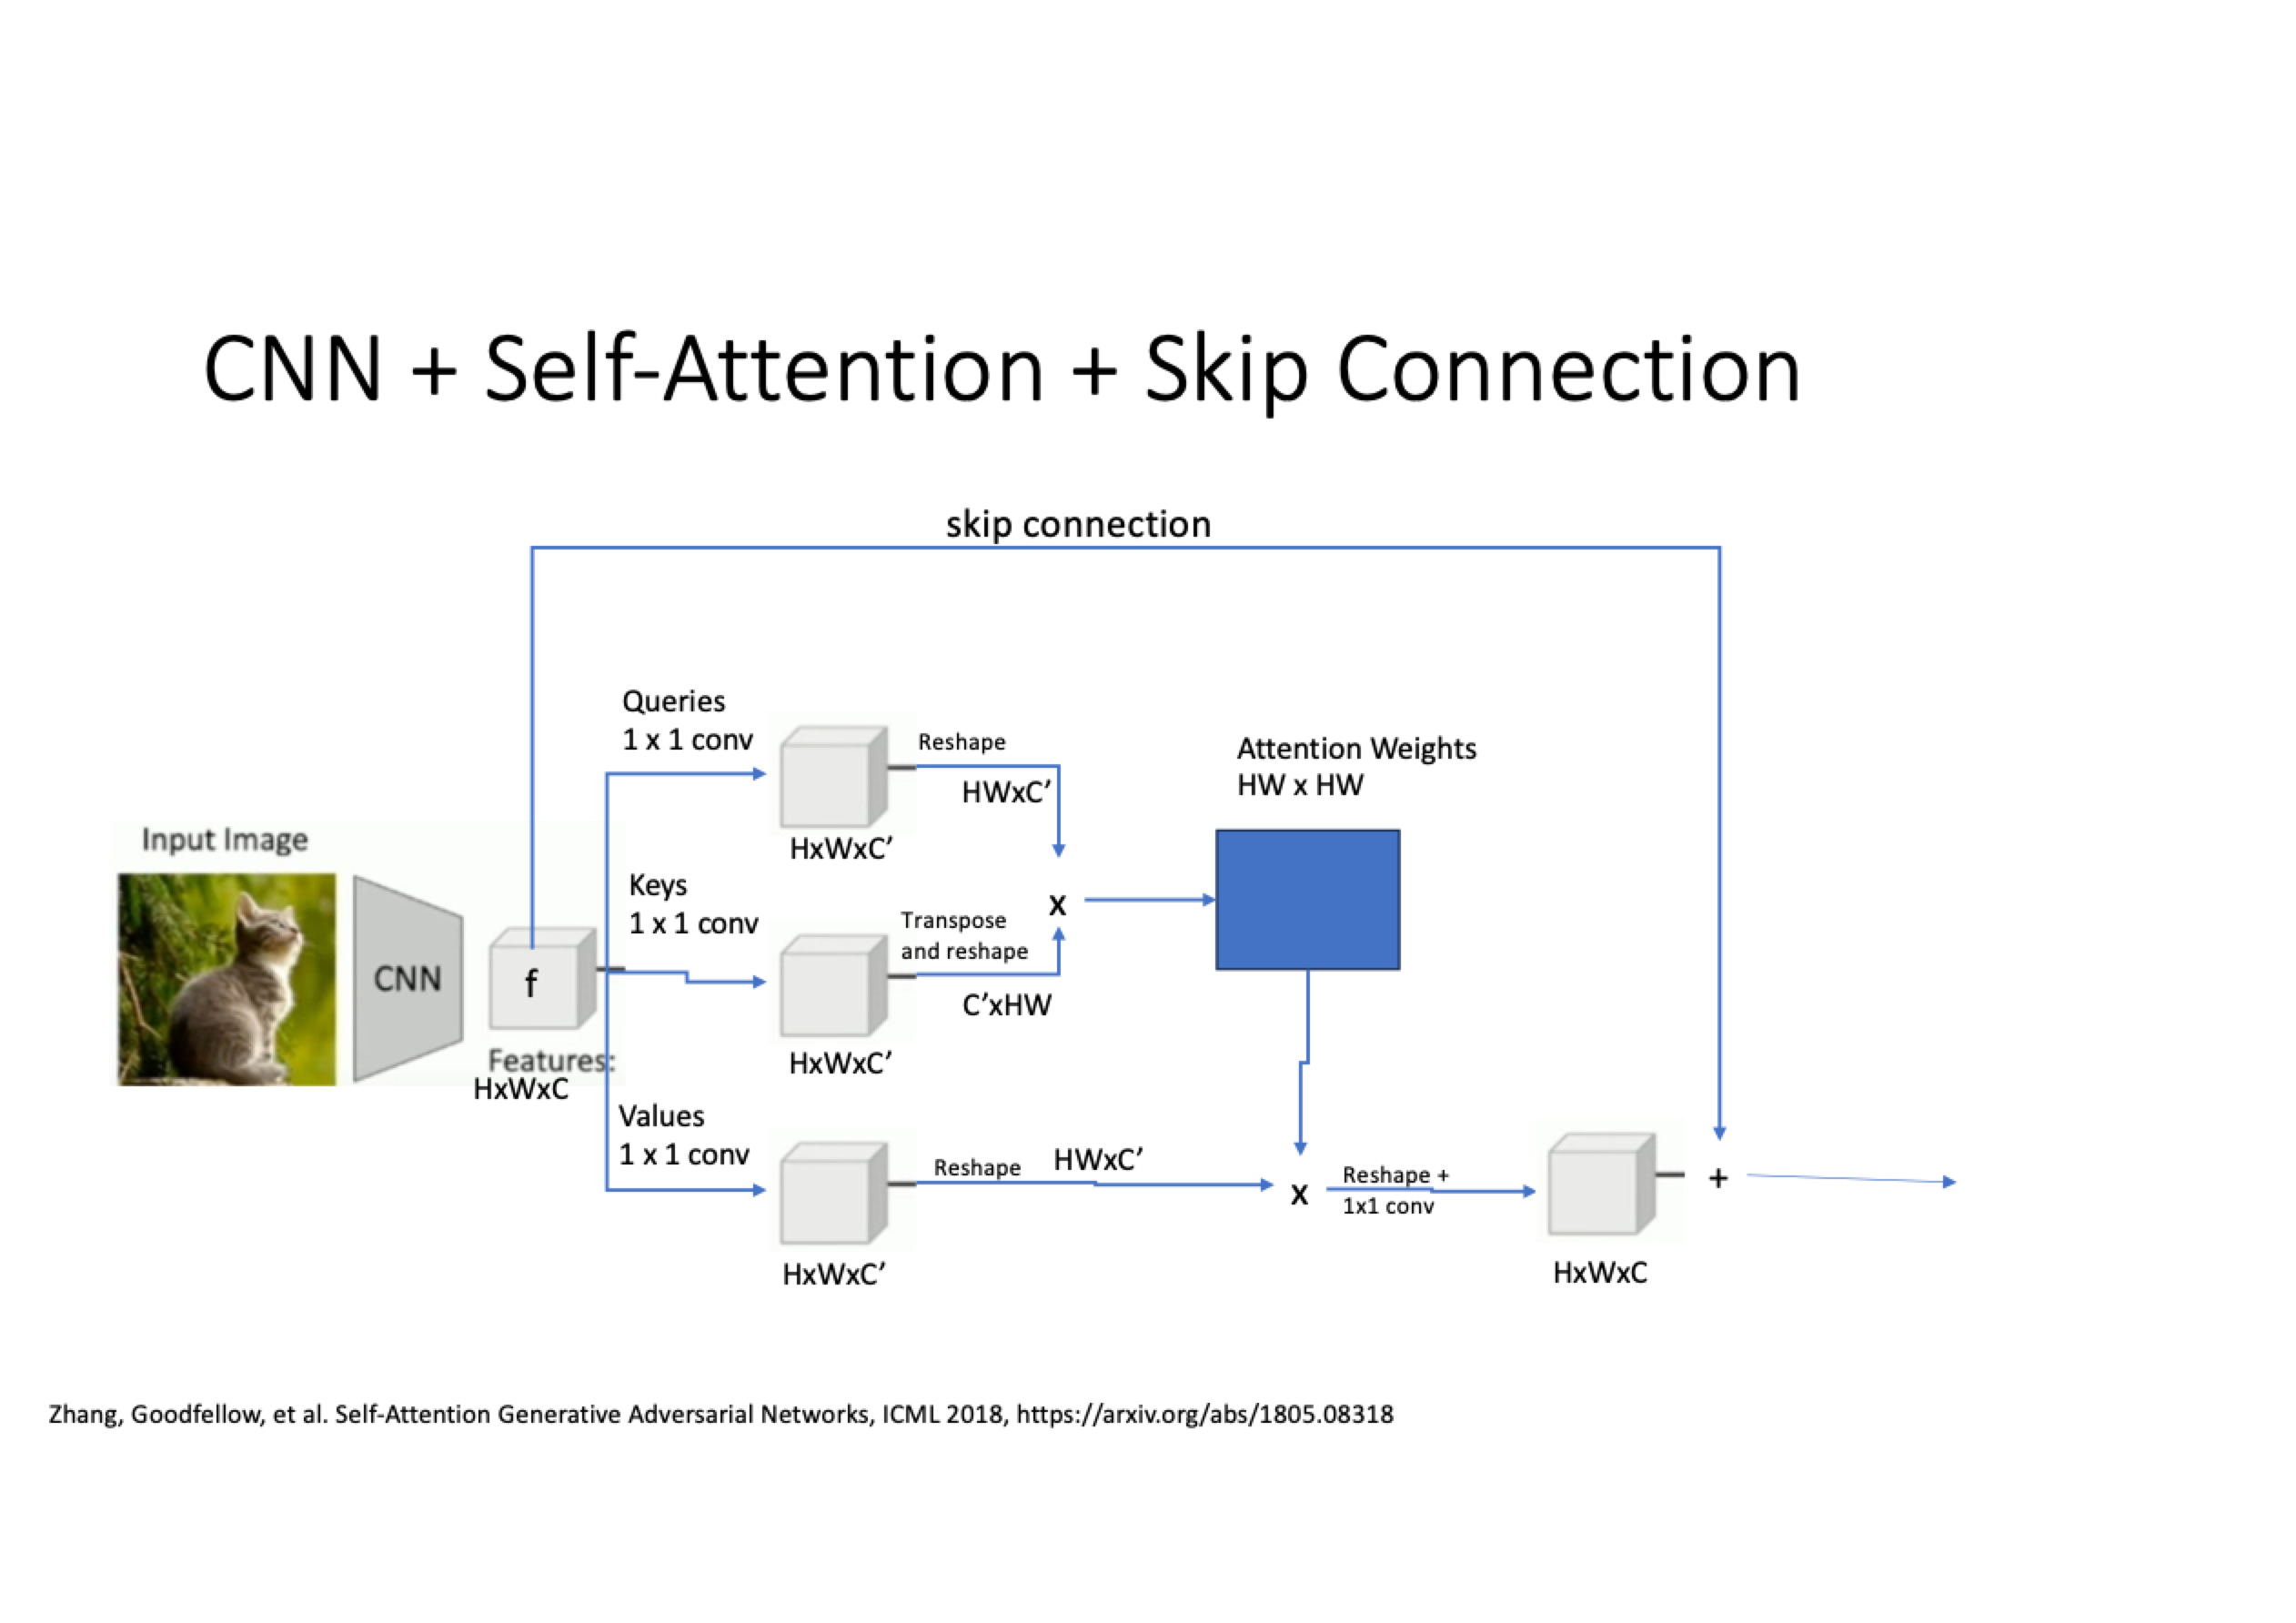 CNN + Self-Attention + Skip Connection
skip connection
Queries
1 x 1 conv
Reshape
HWxC’
HxWxC’
Attention Weights
HW x HW
Input Image
CNN
f
Features:
HxWxC
Keys
1 x 1 conv
Transpose
and reshape
x
C’xHW
HxWxC’
Values
1 x 1 conv
Reshape
HWxC’
HxWxC’
x
Reshape +
1x1 conv
HxWxC
+
Zhang, Goodfellow, et al. Self-Attention Generative Adversarial Networks, ICML 2018, https://arxiv.org/abs/1805.08318